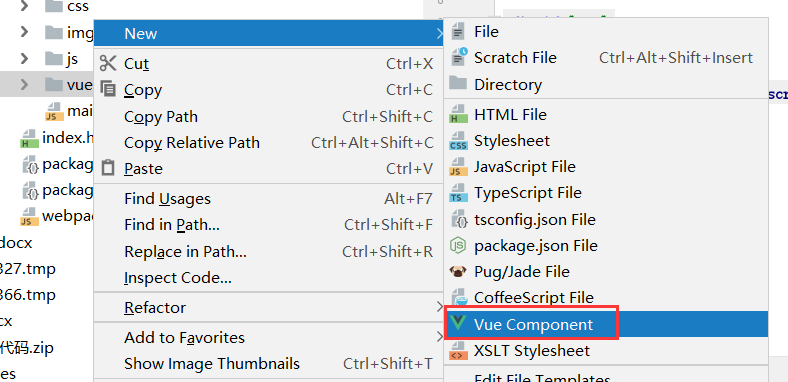 css
img
js
vue
mai
index.h
packag
packag
webpac
docx
327.tmp
366.tmp
cx
代码.zip
es
New
Cut Ctrl+X
Copy Ctrl+C
Copy Path Ctrl+Shift+C
Copy Relative Path Ctrl+Alt+Shift+C
Paste Ctrl+V
Find Usages Alt+F7
Find in Path... Ctrl+Shift+F
Replace in Path... Ctrl+Shift+R
Inspect Code...
Refactor
Add to Favorites
Show Image Thumbnails Ctrl+Shift+T
File
Scratch File Ctrl+Alt+Shift+Insert
Directory
HTML File
Stylesheet
JavaScript File
TypeScript File
tsconfig.json File
package.json File
Pug/Jade File
CoffeeScript File
Vue Component
XSLT Stylesheet
Edit File Templates
scr